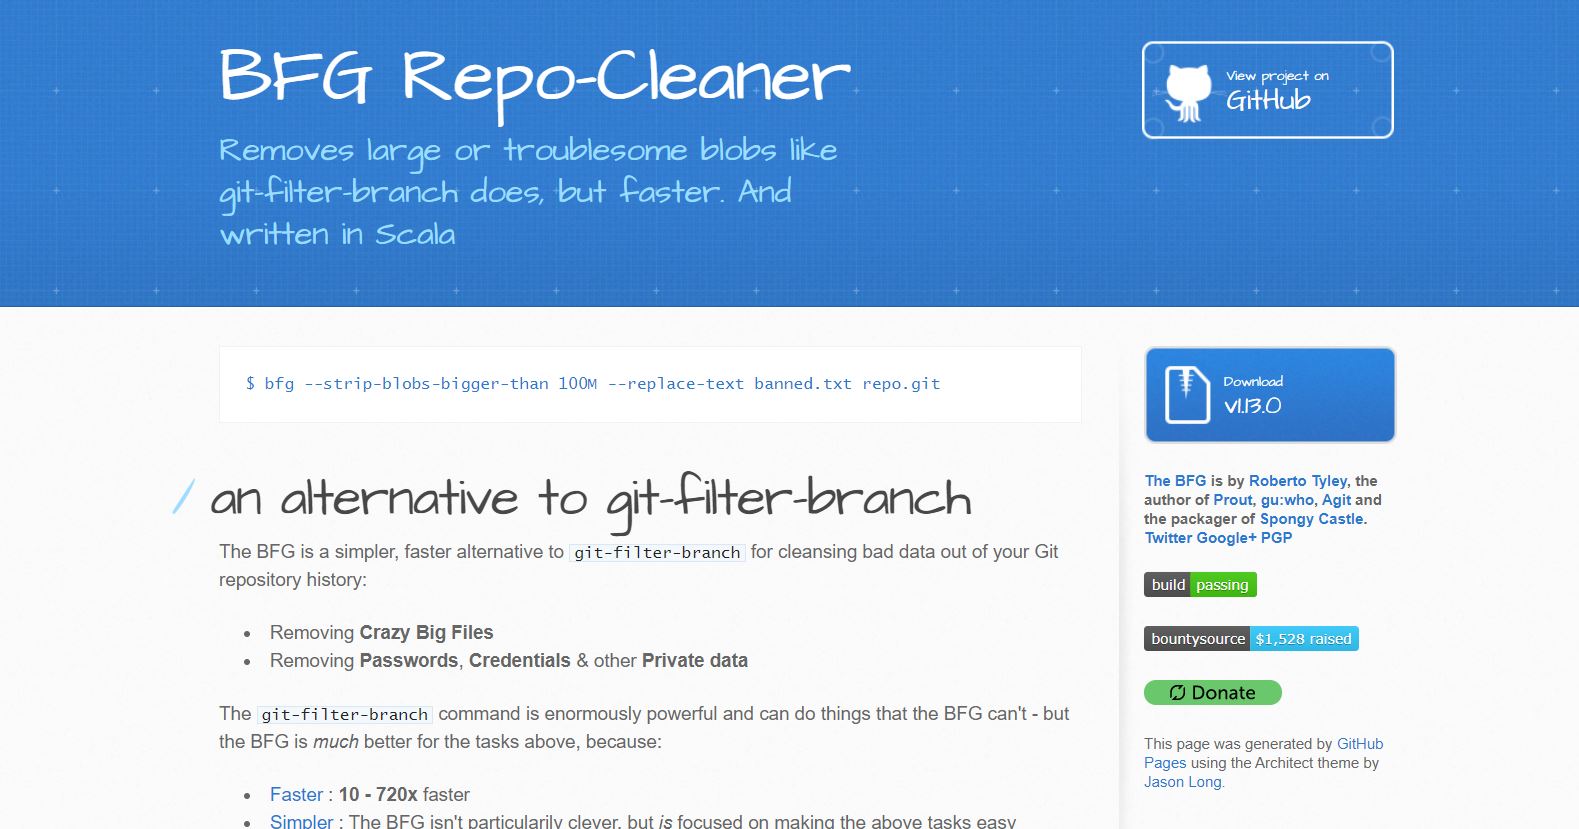 BFG Repo-Cleaner
Removes large or troublesome blobs like
git-filter-branch does, but faster. And
written in Scala
View project on
GitHub
$ bfg --strip-blobs-bigger-than 100M --replace-text banned.txt repo.git
an alternative to git-filter-branch
The BFG is a simpler, faster alternative to git-filter-branch for cleansing bad data out of your Git
repository history:
• Removing Crazy Big Files
• Removing Passwords, Credentials & other Private data
The git-filter-branch command is enormously powerful and can do things that the BFG can't - but
the BFG is much better for the tasks above, because:
• Faster : 10 - 720x faster
• Simpler : The BFG isn't particularily clever, but is focused on making the above tasks easy
Download
v1.13.0
The BFG is by Roberto Tyley, the
author of Prout, gu:who, Agit and
the packager of Spongy Castle.
Twitter Google+ PGP
build passing
bountysource $1,528 raised
Donate
This page was generated by GitHub
Pages using the Architect theme by
Jason Long.